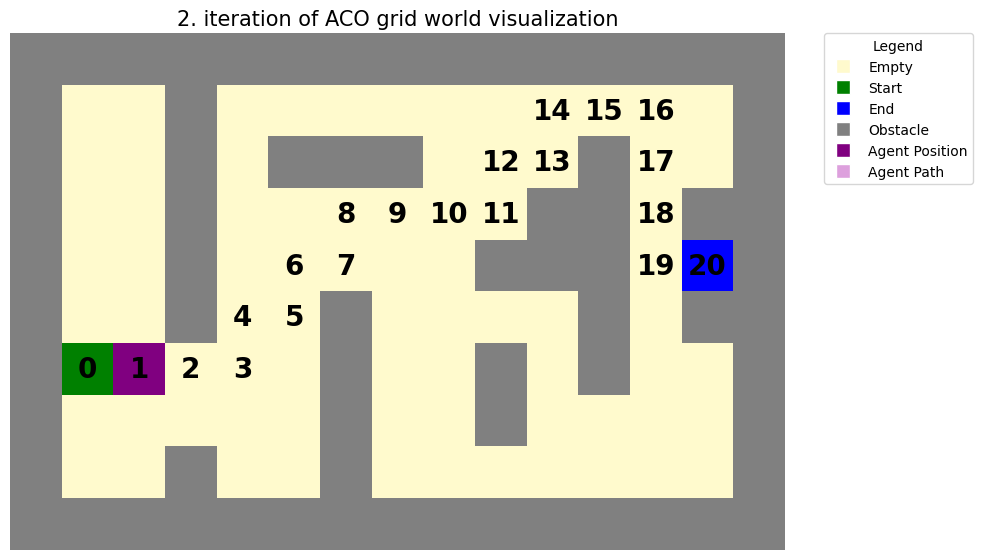 2. iteration of ACO grid world visualization
Legend
Empty
Start
End
Obstacle
Agent Position
Agent Path
14 15 16
12 13 17
8 9 10 11 18
6 7 19 20
4 5
0 1 2 3